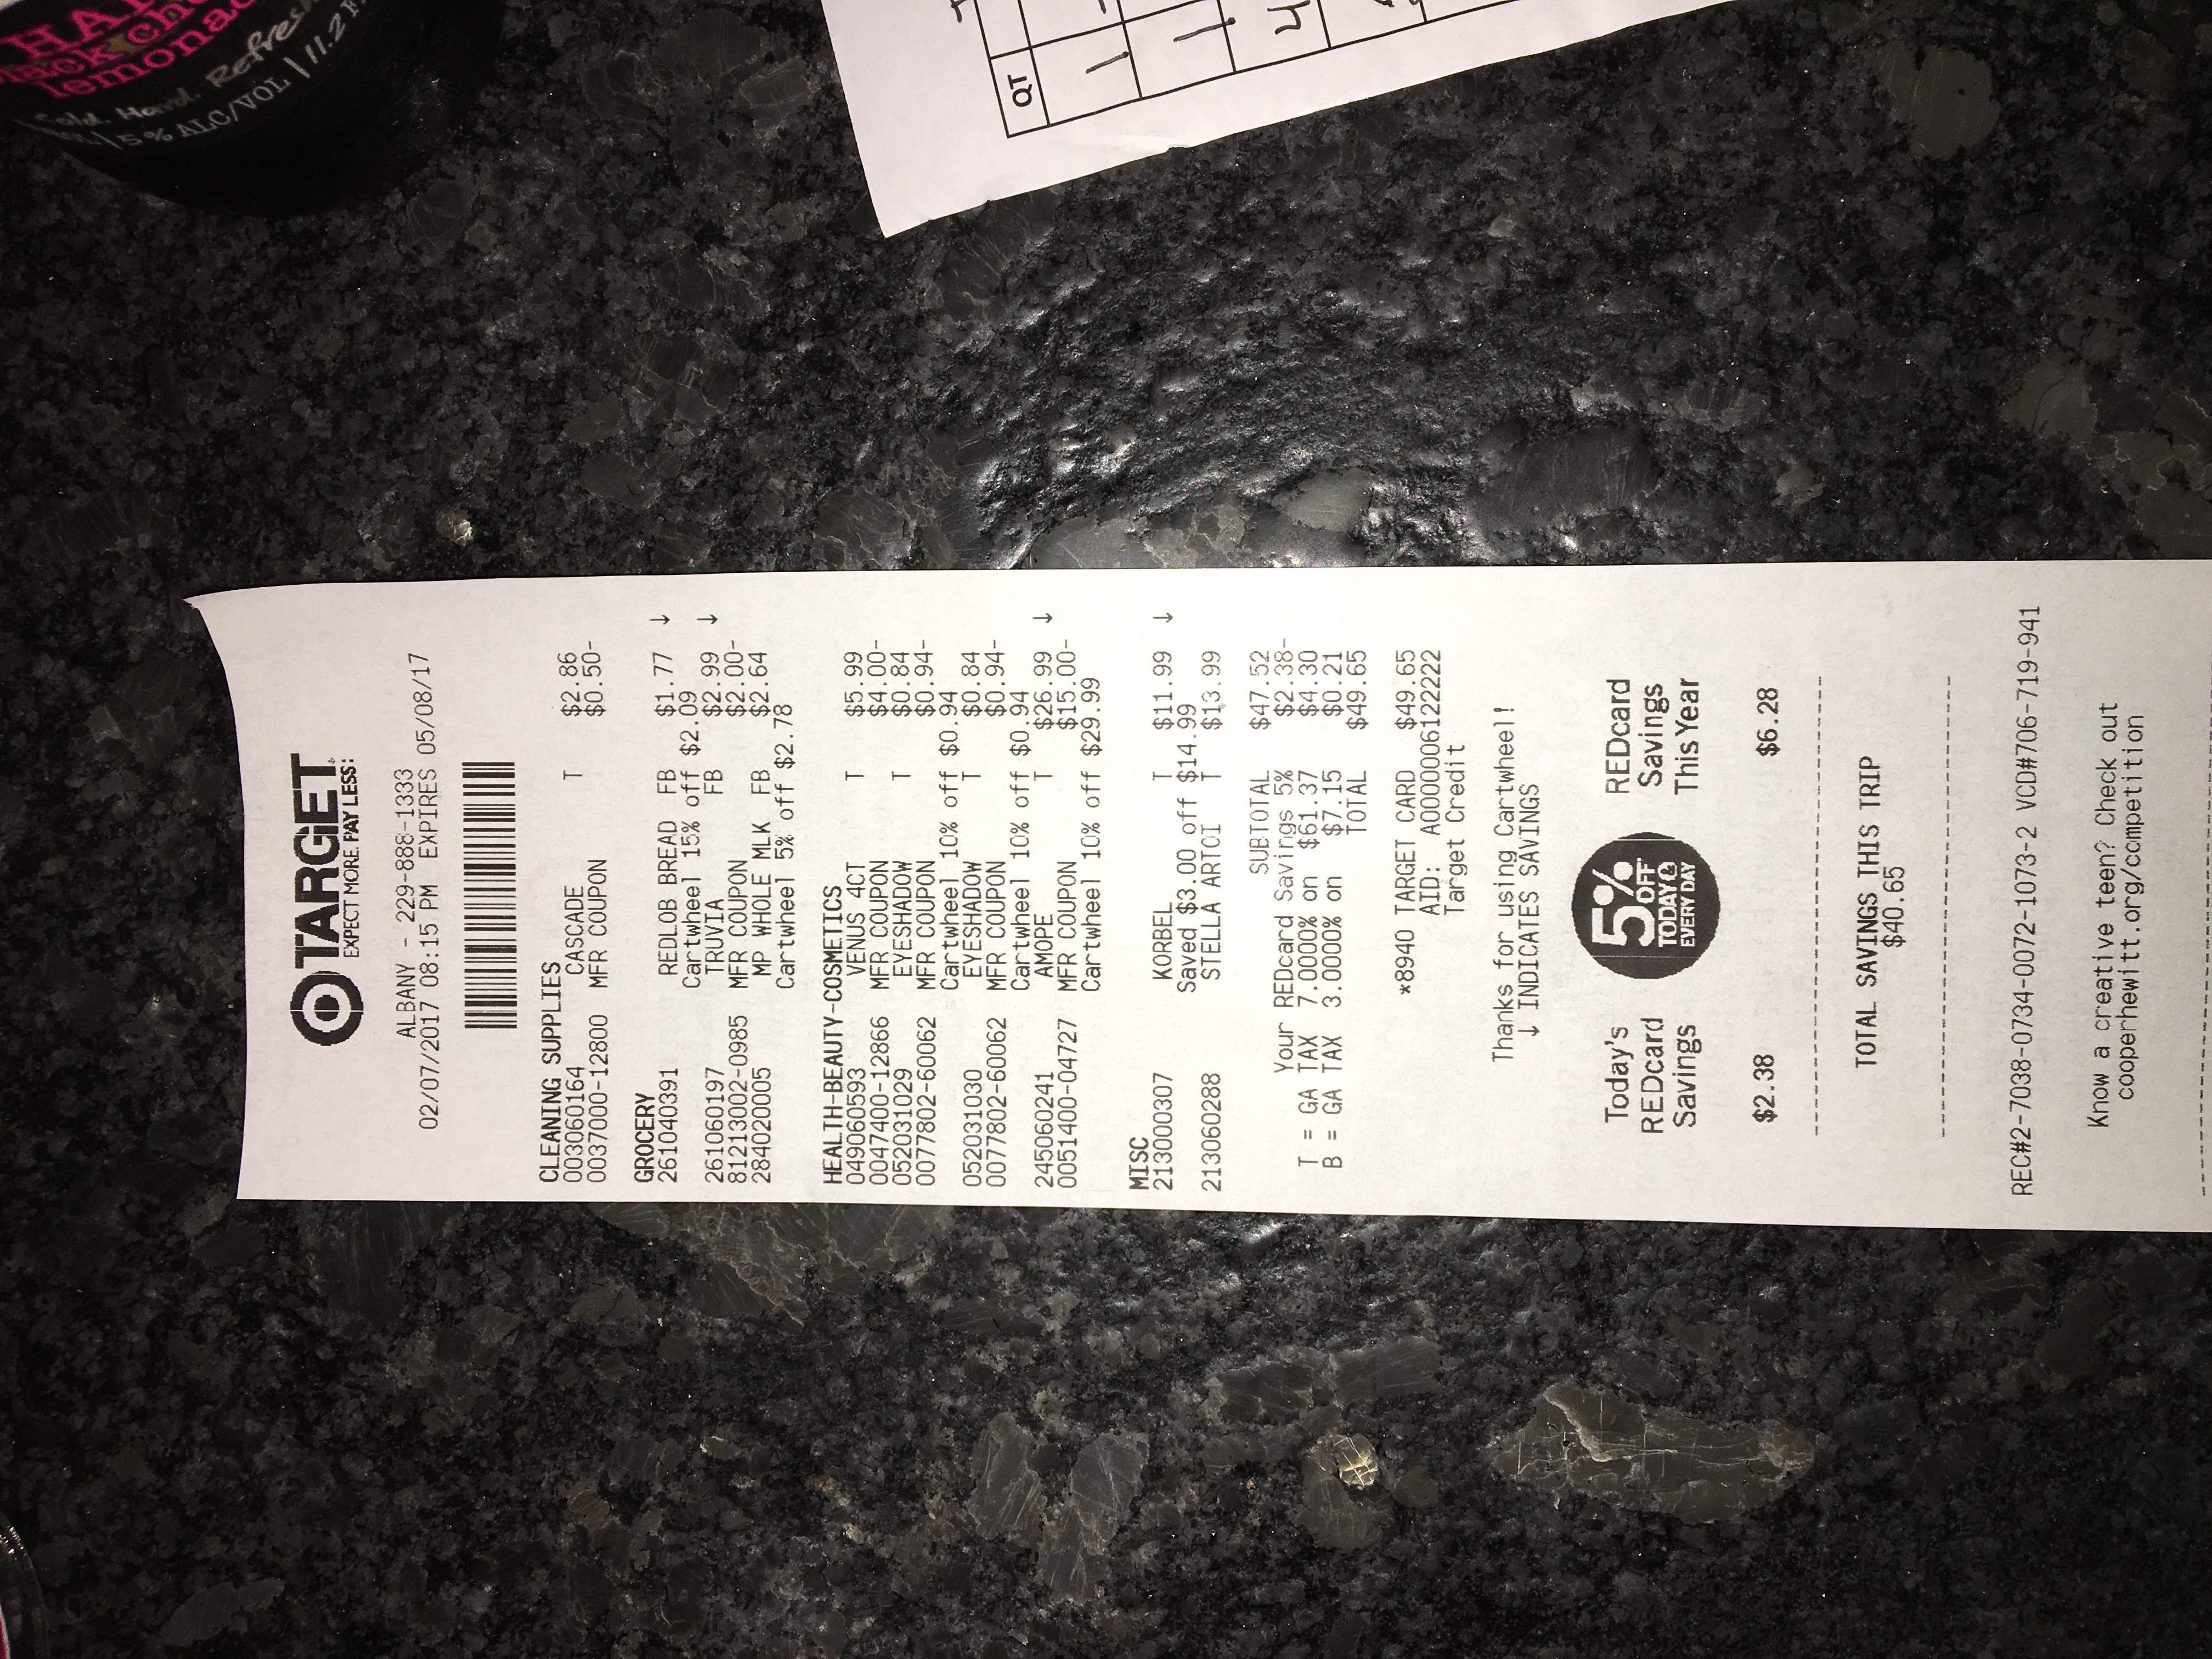 TARGET
EXPECT MORE. PAY LESS.
ALBANY - 229-888-1333
02/07/2017 08:15 PM EXPIRES 05/08/17
CLEANING SUPPLIES
003060164 CASCADE T $2.86
0037000-12800 MFR COUPON $0.50-
GROCERY
261040391 REDLOB BREAD FB $1.77 ↓
Cartwheel 15% off $2.09
261060197 TRUVIA FB $2.99 ↓
81213002-0985 MFR COUPON $2.00-
284020005 MP WHOLE MLK FB $2.64
Cartwheel 5% off $2.78
HEALTH-BEAUTY-COSMETICS
049060593 VENUS 4CT T $5.99
0047400-12866 MFR COUPON $4.00-
052031029 EYESHADOW T $0.84
0077802-60062 MFR COUPON $0.94-
Cartwheel 10% off $0.94
052031030 EYESHADOW T $0.84
0077802-60062 MFR COUPON $0.94-
Cartwheel 10% off $0.94
245060241 AMOPE T $26.99 ↓
0051400-04727 MFR COUPON $15.00-
Cartwheel 10% off $29.99
MISC
213000307 KORBEL T $11.99 ↓
Saved $3.00 off $14.99
213060288 STELLA ARTOI T $13.99
SUBTOTAL $47.52
Your REDcard Savings 5% $2.38-
T = GA TAX 7.0000% on $61.37 $4.30
B = GA TAX 3.0000% on $7.15 $0.21
TOTAL $49.65
*8940 TARGET CARD $49.65
AID: A0000006122222
Target Credit
Thanks for using Cartwheel!
↓ INDICATES SAVINGS
Today's
REDcard
Savings
5%
OFF
TODAY &
EVERY DAY
REDcard
Savings
This Year
$2.38 $6.28
TOTAL SAVINGS THIS TRIP
$40.65
REC#2-7038-0734-0072-1073-2 VCD#706-719-941
Know a creative teen? Check out
cooperhewitt.org/competition
5% ALC/VOL | 11.2
QT
1
1
4